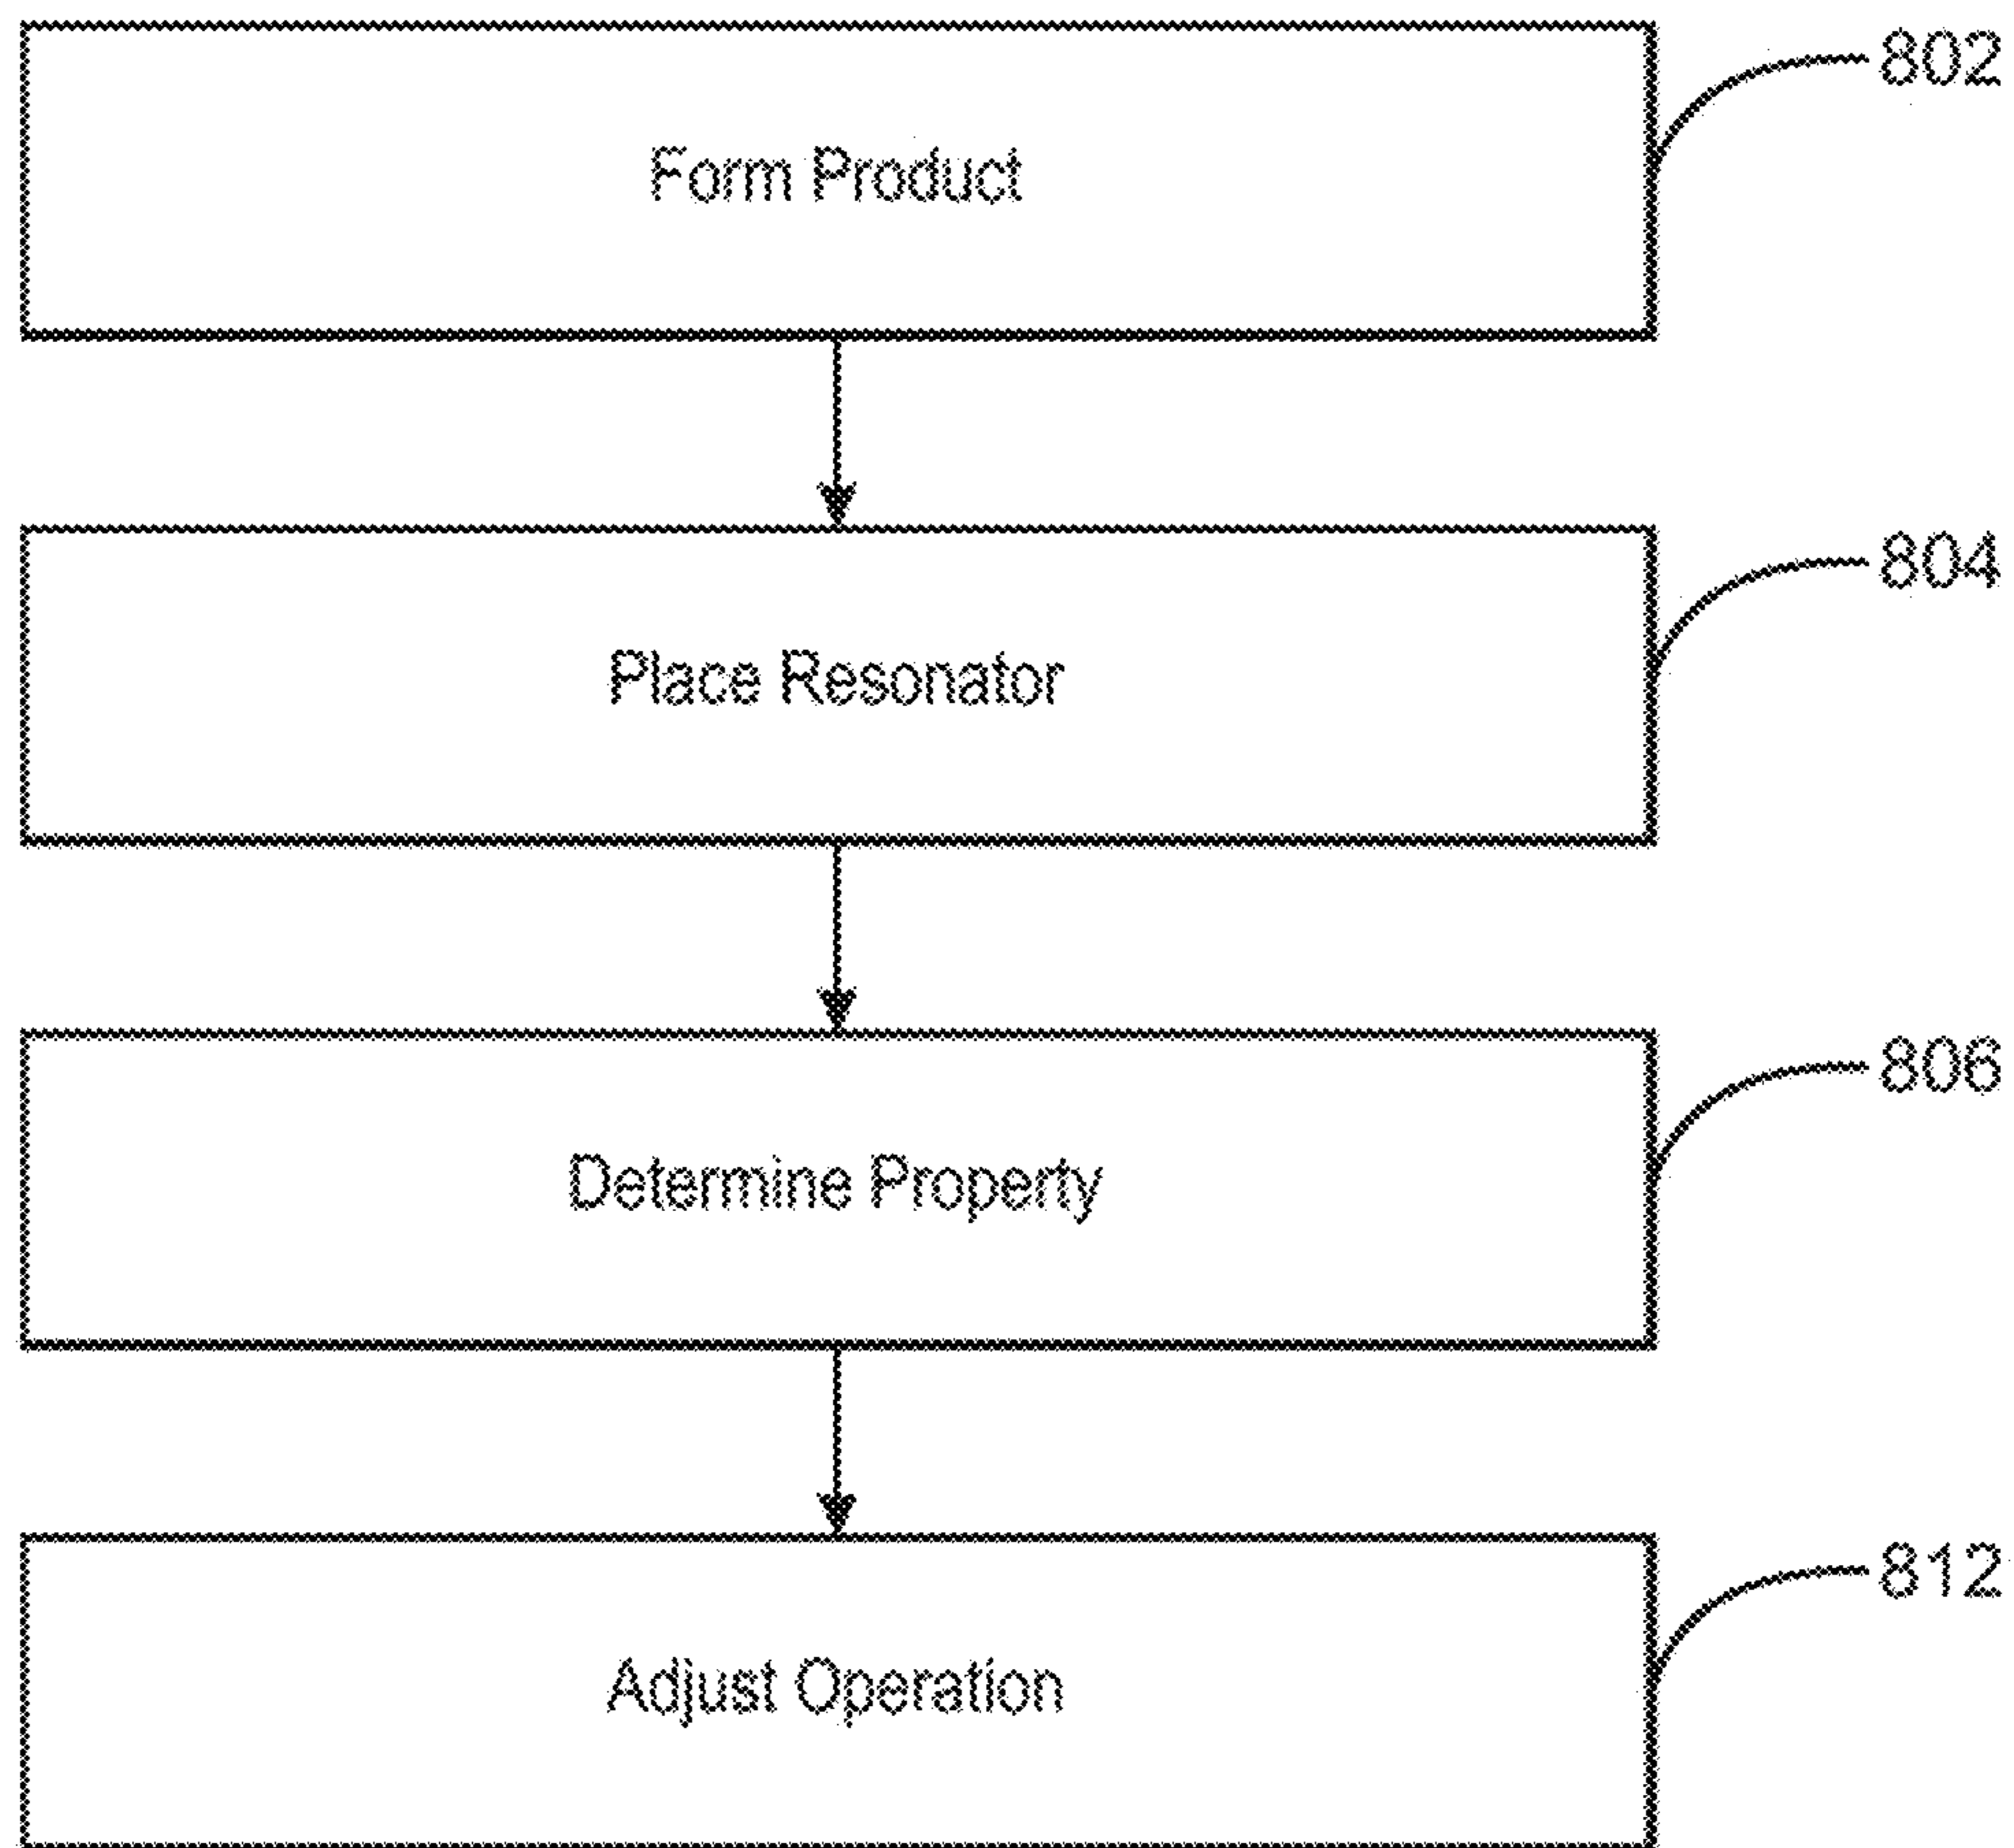 802
Form Product
804
Place Resonator
806
Determine Property
812
Adjust Operation